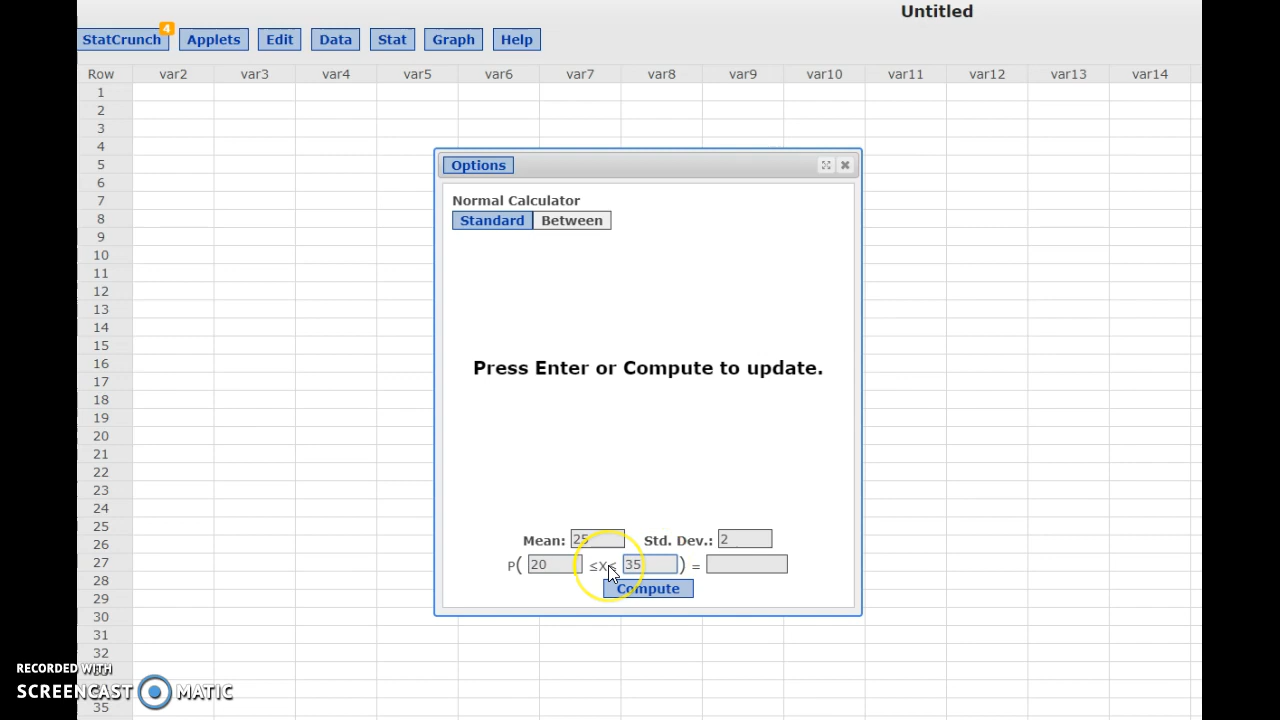 Untitled
StatCrunch 4 Applets Edit Data Stat Graph Help
Row var2 var3 var4 var5 var6 var7 var8 var9 var10 var11 var12 var13 var14
1
2
3
4
5
6
7
8
9
10
11
12
13
14
15
16
17
18
19
20
21
22
23
24
25
26
27
28
29
30
31
32
35
Options
Normal Calculator
Standard Between
Press Enter or Compute to update.
Mean: 25 Std. Dev.: 2
P( 20 ≤X≤ 35 ) =
Compute
RECORDED WITH
SCREENCAST MATIC